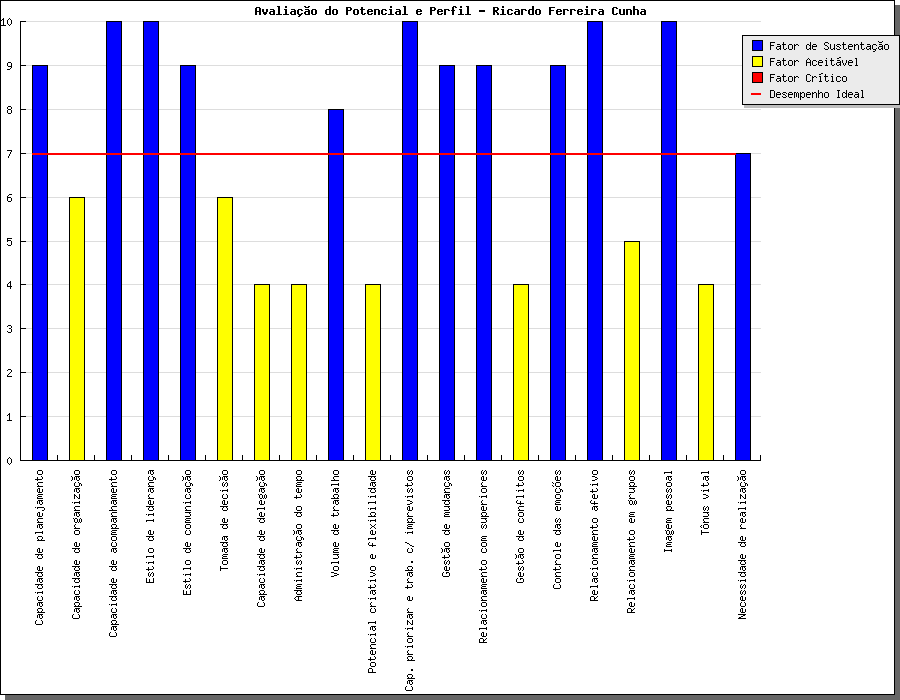 Avaliação do Potencial e Perfil - Ricardo Ferreira Cunha
10
9
8
7
6
5
4
3
2
1
0
Fator de Sustentação
Fator Aceitável
Fator Crítico
Desempenho Ideal
Capacidade de planejamento
Capacidade de organização
Capacidade de acompanhamento
Estilo de liderança
Estilo de comunicação
Tomada de decisão
Capacidade de delegação
Administração do tempo
Volume de trabalho
Potencial criativo e flexibilidade
Cap. priorizar e trab. c/ imprevistos
Gestão de mudanças
Relacionamento com superiores
Gestão de conflitos
Controle das emoções
Relacionamento afetivo
Relacionamento em grupos
Imagem pessoal
Tônus vital
Necessidade de realização